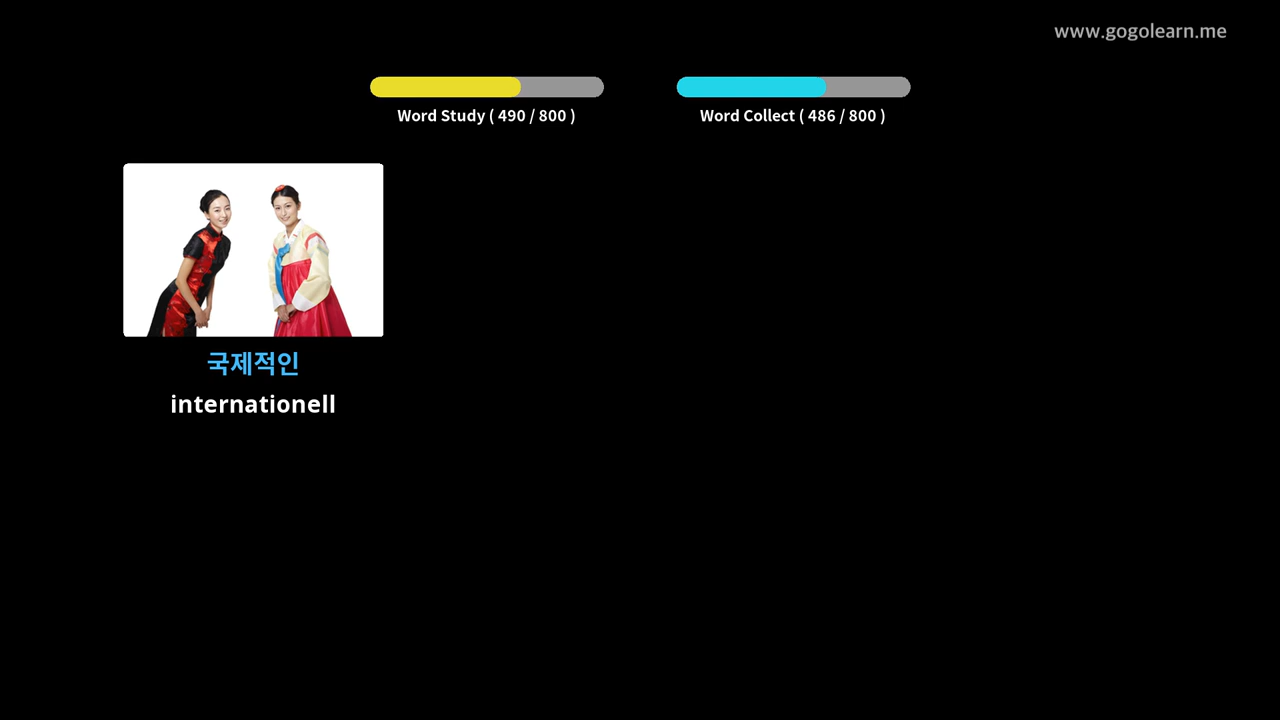 www.gogolearn.me
Word Study ( 490 / 800 )
Word Collect ( 486 / 800 )
국제적인
internationell